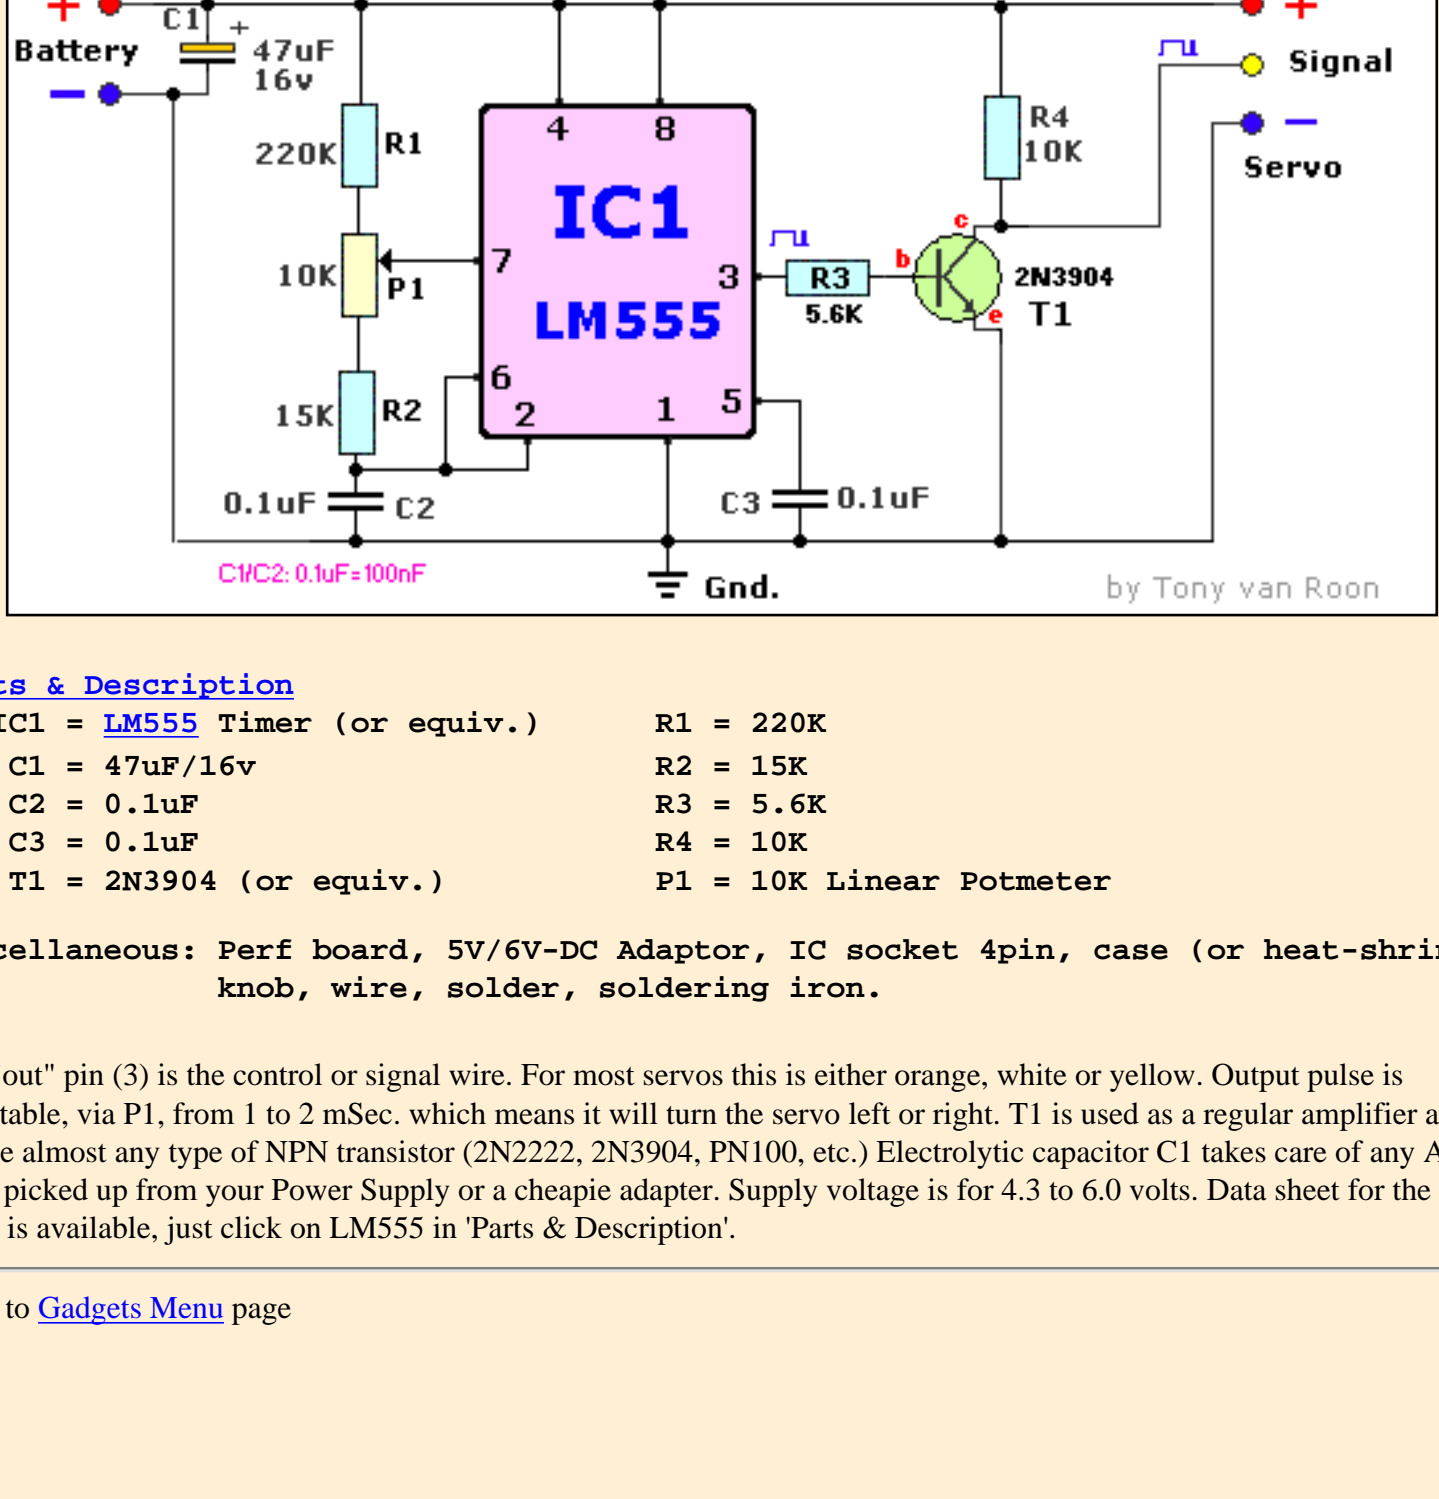 + C1 + +
Battery 47uF Signal
16v
− −
4 8 R4
220K R1 10K
Servo
IC1
c
7 b
10K P1 3 R3 2N3904
LM555 5.6K e T1
6
15K R2 2 1 5
0.1uF C2 C3 0.1uF
C1/C2: 0.1uF=100nF Gnd. by Tony van Roon
ts & Description
IC1 = LM555 Timer (or equiv.) R1 = 220K
C1 = 47uF/16v R2 = 15K
C2 = 0.1uF R3 = 5.6K
C3 = 0.1uF R4 = 10K
T1 = 2N3904 (or equiv.) P1 = 10K Linear Potmeter
cellaneous: Perf board, 5V/6V-DC Adaptor, IC socket 4pin, case (or heat-shri
knob, wire, solder, soldering iron.
out" pin (3) is the control or signal wire. For most servos this is either orange, white or yellow. Output pulse is
table, via P1, from 1 to 2 mSec. which means it will turn the servo left or right. T1 is used as a regular amplifier a
e almost any type of NPN transistor (2N2222, 2N3904, PN100, etc.) Electrolytic capacitor C1 takes care of any A
picked up from your Power Supply or a cheapie adapter. Supply voltage is for 4.3 to 6.0 volts. Data sheet for the
is available, just click on LM555 in 'Parts & Description'.
to Gadgets Menu page